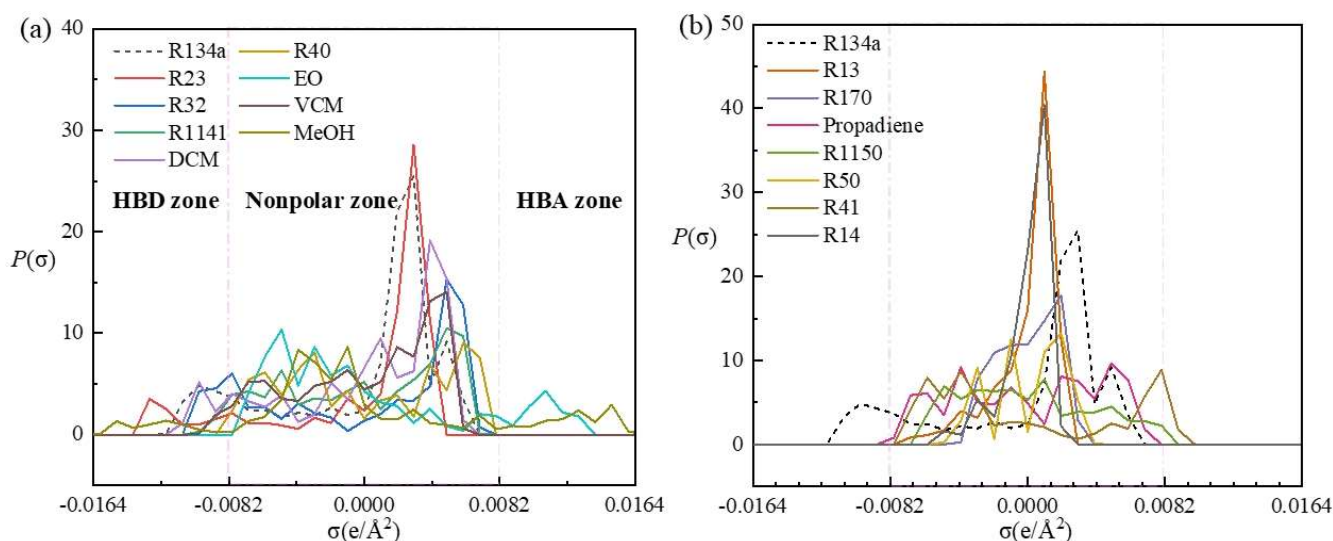 (a)
40
30
20
10
0
P(σ)
R134a
R23
R32
R1141
DCM
R40
EO
VCM
MeOH
HBD zone
Nonpolar zone
HBA zone
-0.0164
-0.0082
0.0000
0.0082
0.0164
σ(e/Å²)
(b)
50
40
30
20
10
0
P(σ)
R134a
R13
R170
Propadiene
R1150
R50
R41
R14
-0.0164
-0.0082
0.0000
0.0082
0.0164
σ(e/Å²)